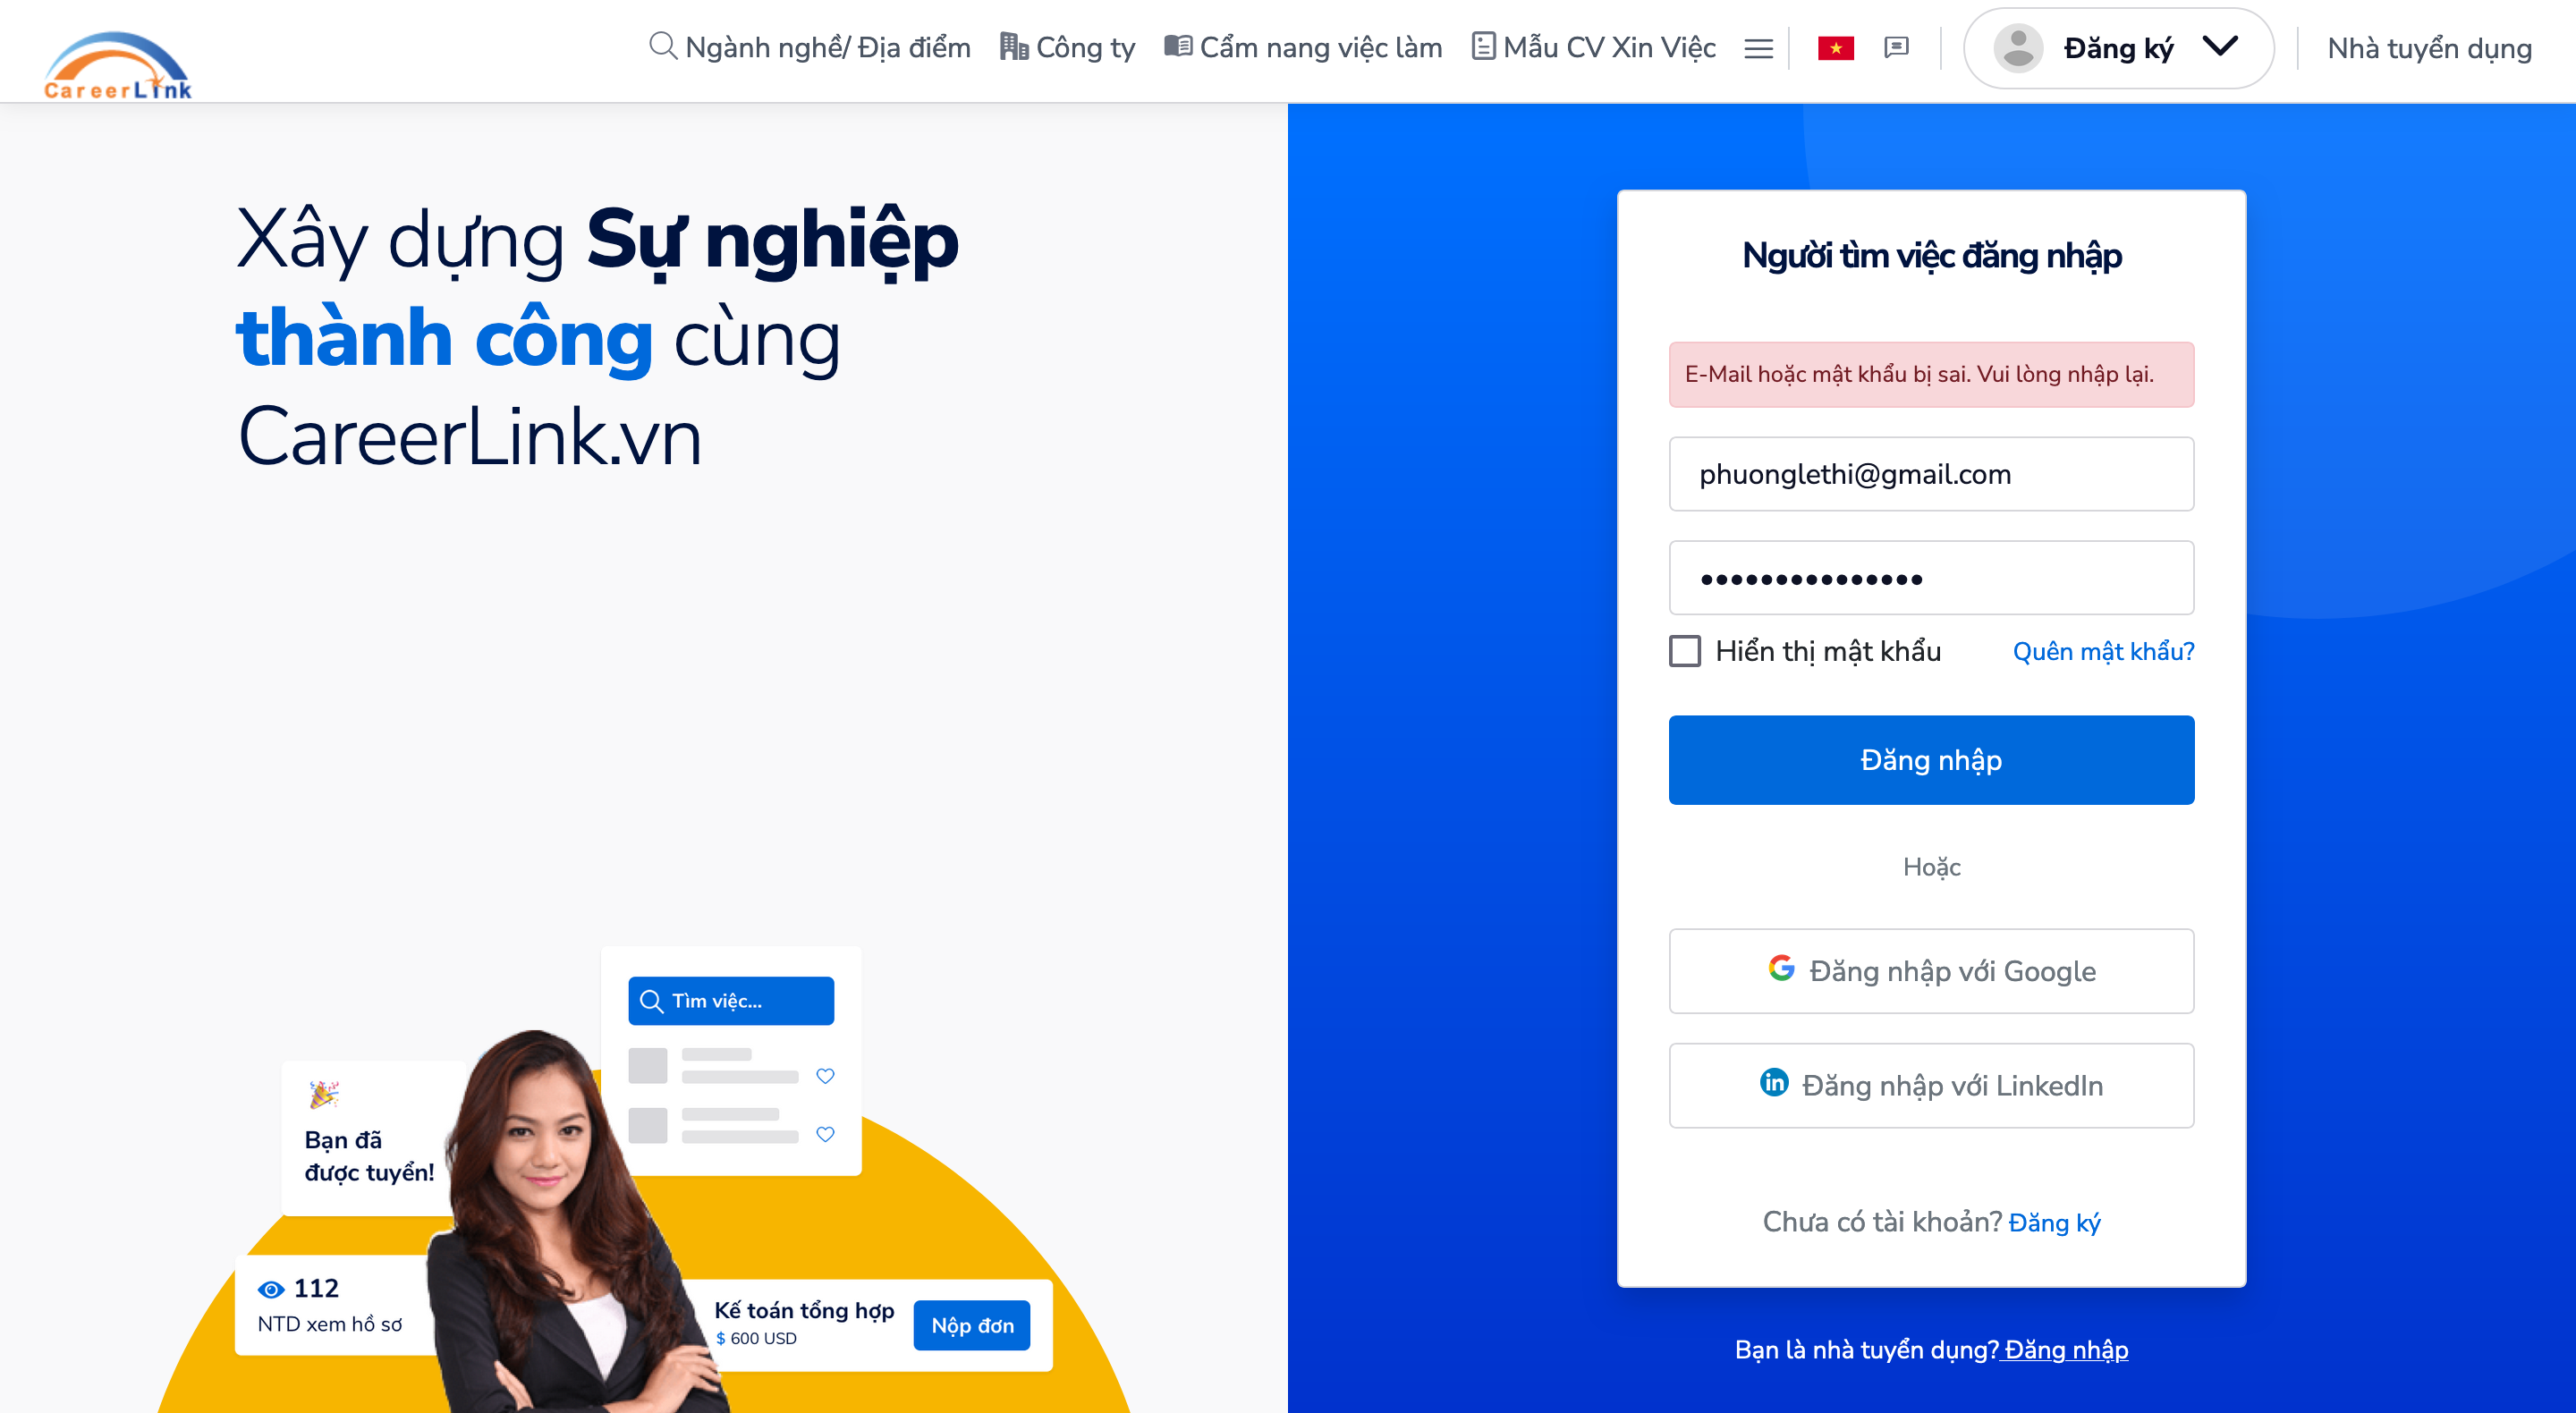 CareerLink
Ngành nghề/ Địa điểm
Công ty
Cẩm nang việc làm
Mẫu CV Xin Việc
Đăng ký
Nhà tuyển dụng
Xây dựng Sự nghiệp
thành công cùng
CareerLink.vn
Tìm việc...
Bạn đã
được tuyển!
112
NTD xem hồ sơ
Kế toán tổng hợp
$ 600 USD
Nộp đơn
Người tìm việc đăng nhập
E-Mail hoặc mật khẩu bị sai. Vui lòng nhập lại.
phuonglethi@gmail.com
•••••••••••••••
Hiển thị mật khẩu
Quên mật khẩu?
Đăng nhập
Hoặc
Đăng nhập với Google
in Đăng nhập với LinkedIn
Chưa có tài khoản? Đăng ký
Bạn là nhà tuyển dụng? Đăng nhập